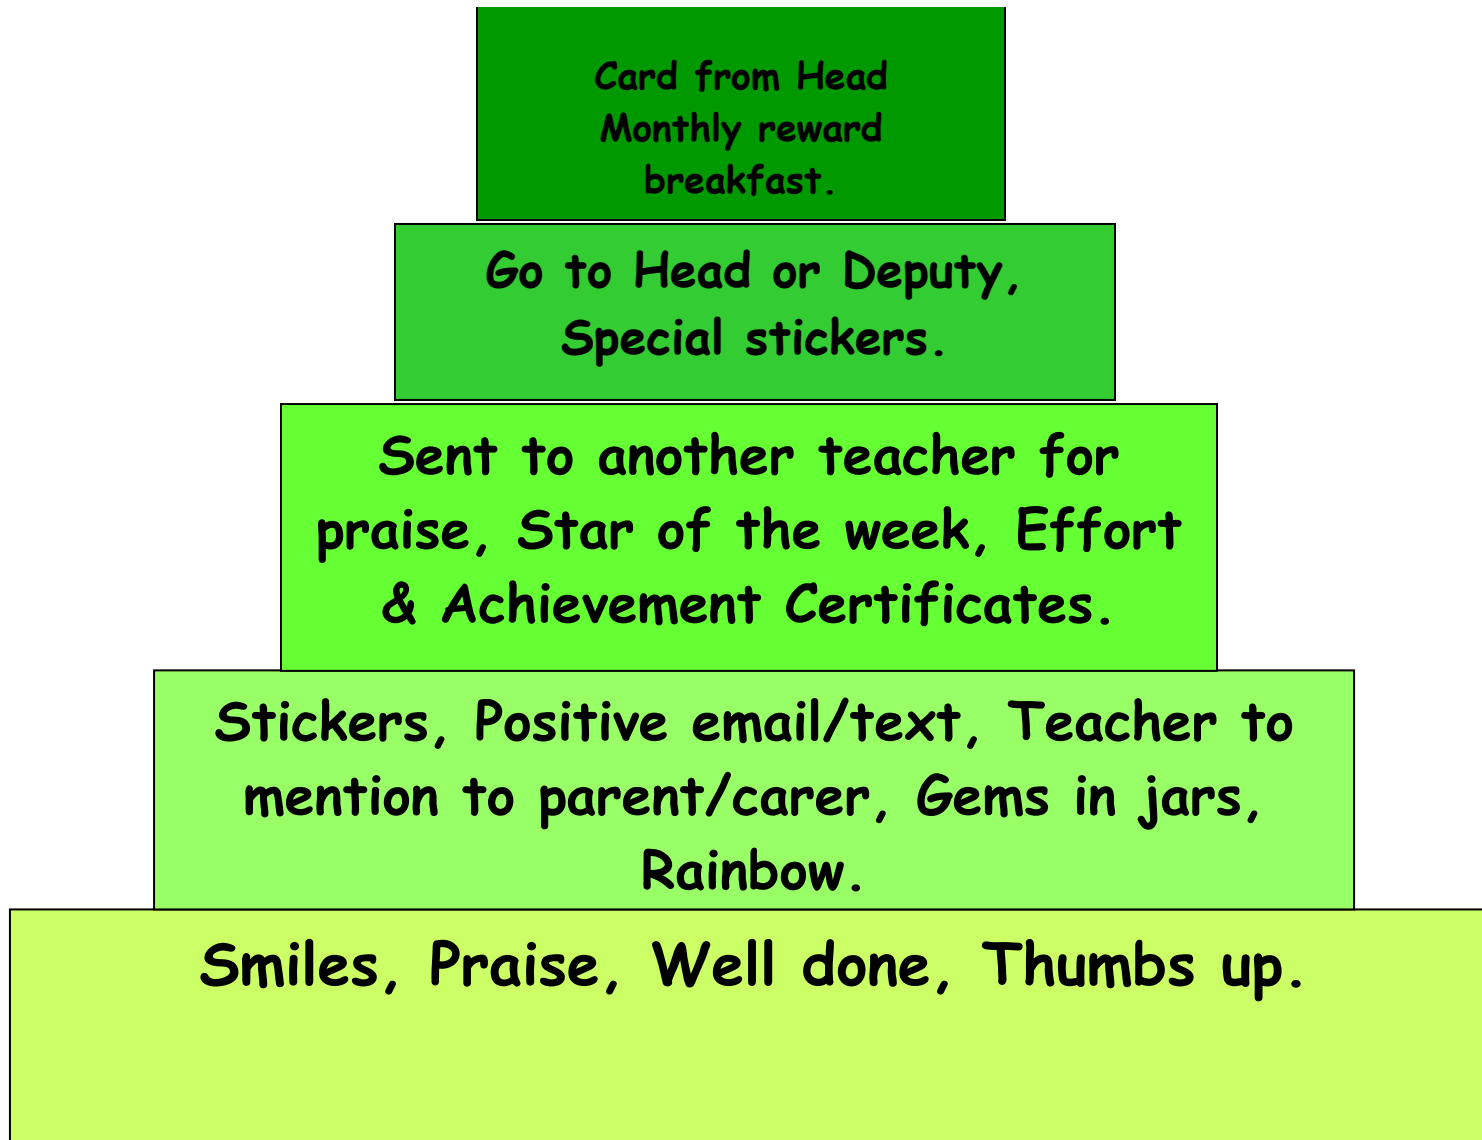 Card from Head
Monthly reward
breakfast.
Go to Head or Deputy,
Special stickers.
Sent to another teacher for
praise, Star of the week, Effort
& Achievement Certificates.
Stickers, Positive email/text, Teacher to
mention to parent/carer, Gems in jars,
Rainbow.
Smiles, Praise, Well done, Thumbs up.